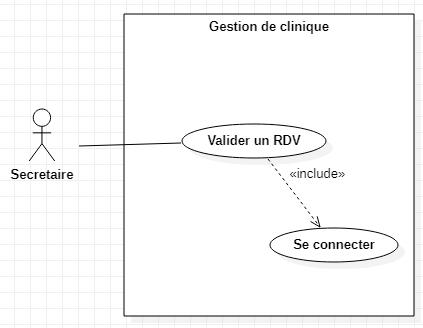 Gestion de clinique
Valider un RDV
Secretaire
«include»
Se connecter